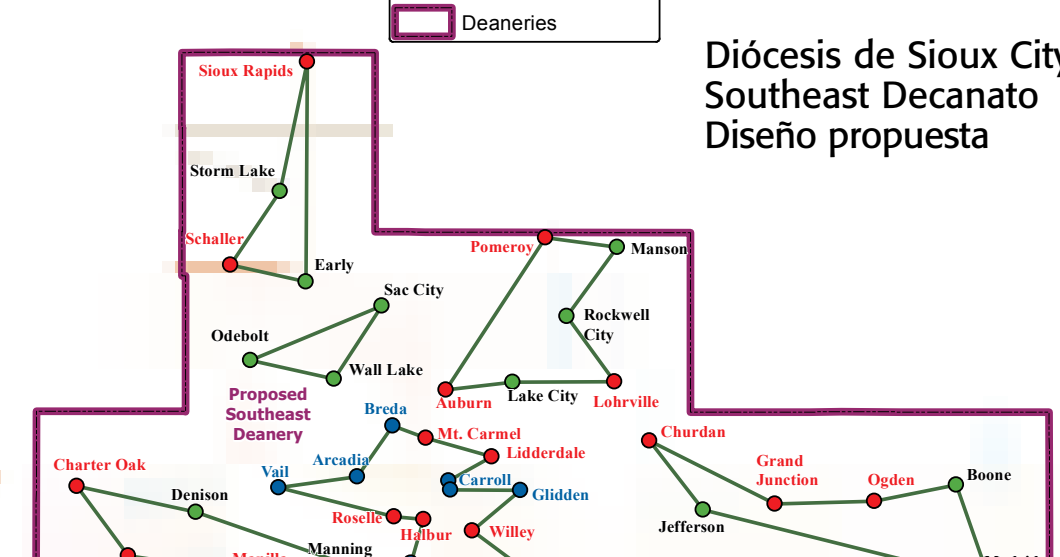 Deaneries
Diócesis de Sioux City
Southeast Decanato
Diseño propuesta
Sioux Rapids
Storm Lake
Schaller
Early
Pomeroy
Manson
Sac City
Rockwell
City
Odebolt
Wall Lake
Proposed
Southeast
Deanery
Auburn
Lake City
Lohrville
Breda
Mt. Carmel
Churdan
Lidderdale
Arcadia
Charter Oak
Vail
Carroll
Glidden
Grand
Junction
Ogden
Boone
Denison
Roselle
Halbur
Willey
Jefferson
Manning